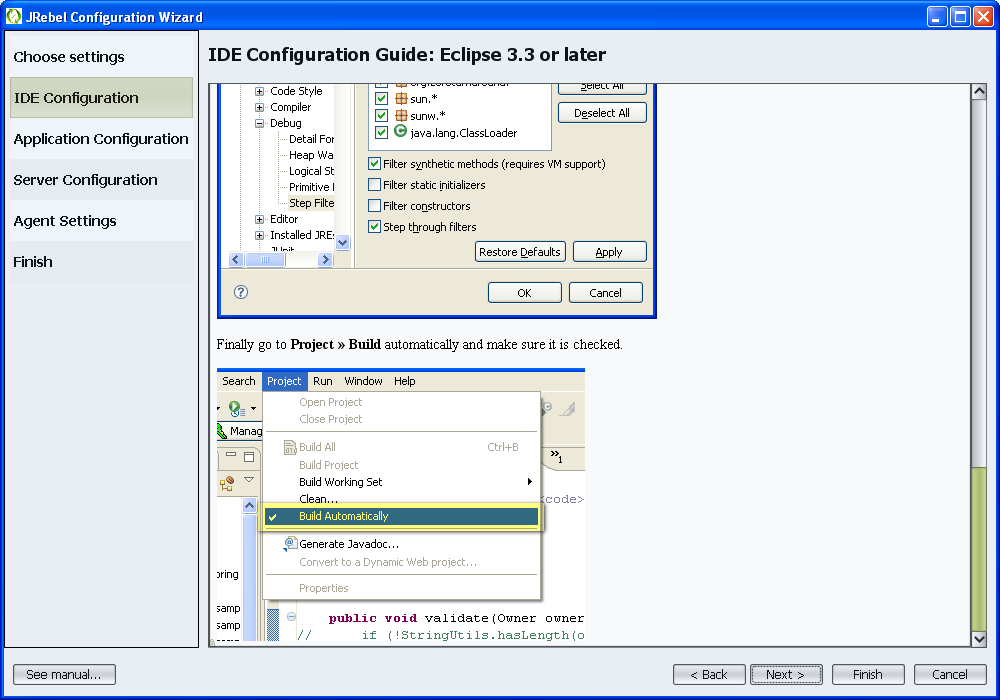 JRebel Configuration Wizard
Choose settings
IDE Configuration
Application Configuration
Server Configuration
Agent Settings
Finish
IDE Configuration Guide: Eclipse 3.3 or later
Code Style
Compiler
Debug
Detail For
Heap Wa
Logical St
Primitive
Step Filte
Editor
Installed JREs
JUnit
sun.*
sunw.*
java.lang.ClassLoader
Select All
Deselect All
Filter synthetic methods (requires VM support)
Filter static initializers
Filter constructors
Step through filters
Restore Defaults
Apply
?
OK
Cancel
Finally go to Project » Build automatically and make sure it is checked.
Search Project Run Window Help
Open Project
Close Project
Manag
Build All Ctrl+B
Build Project
Build Working Set
Clean...
Build Automatically
Generate Javadoc...
Convert to a Dynamic Web project...
Properties
»1
<code>
pring
samp
samp
public void validate(Owner owner
// if (!StringUtils.hasLength(o
See manual...
< Back
Next >
Finish
Cancel